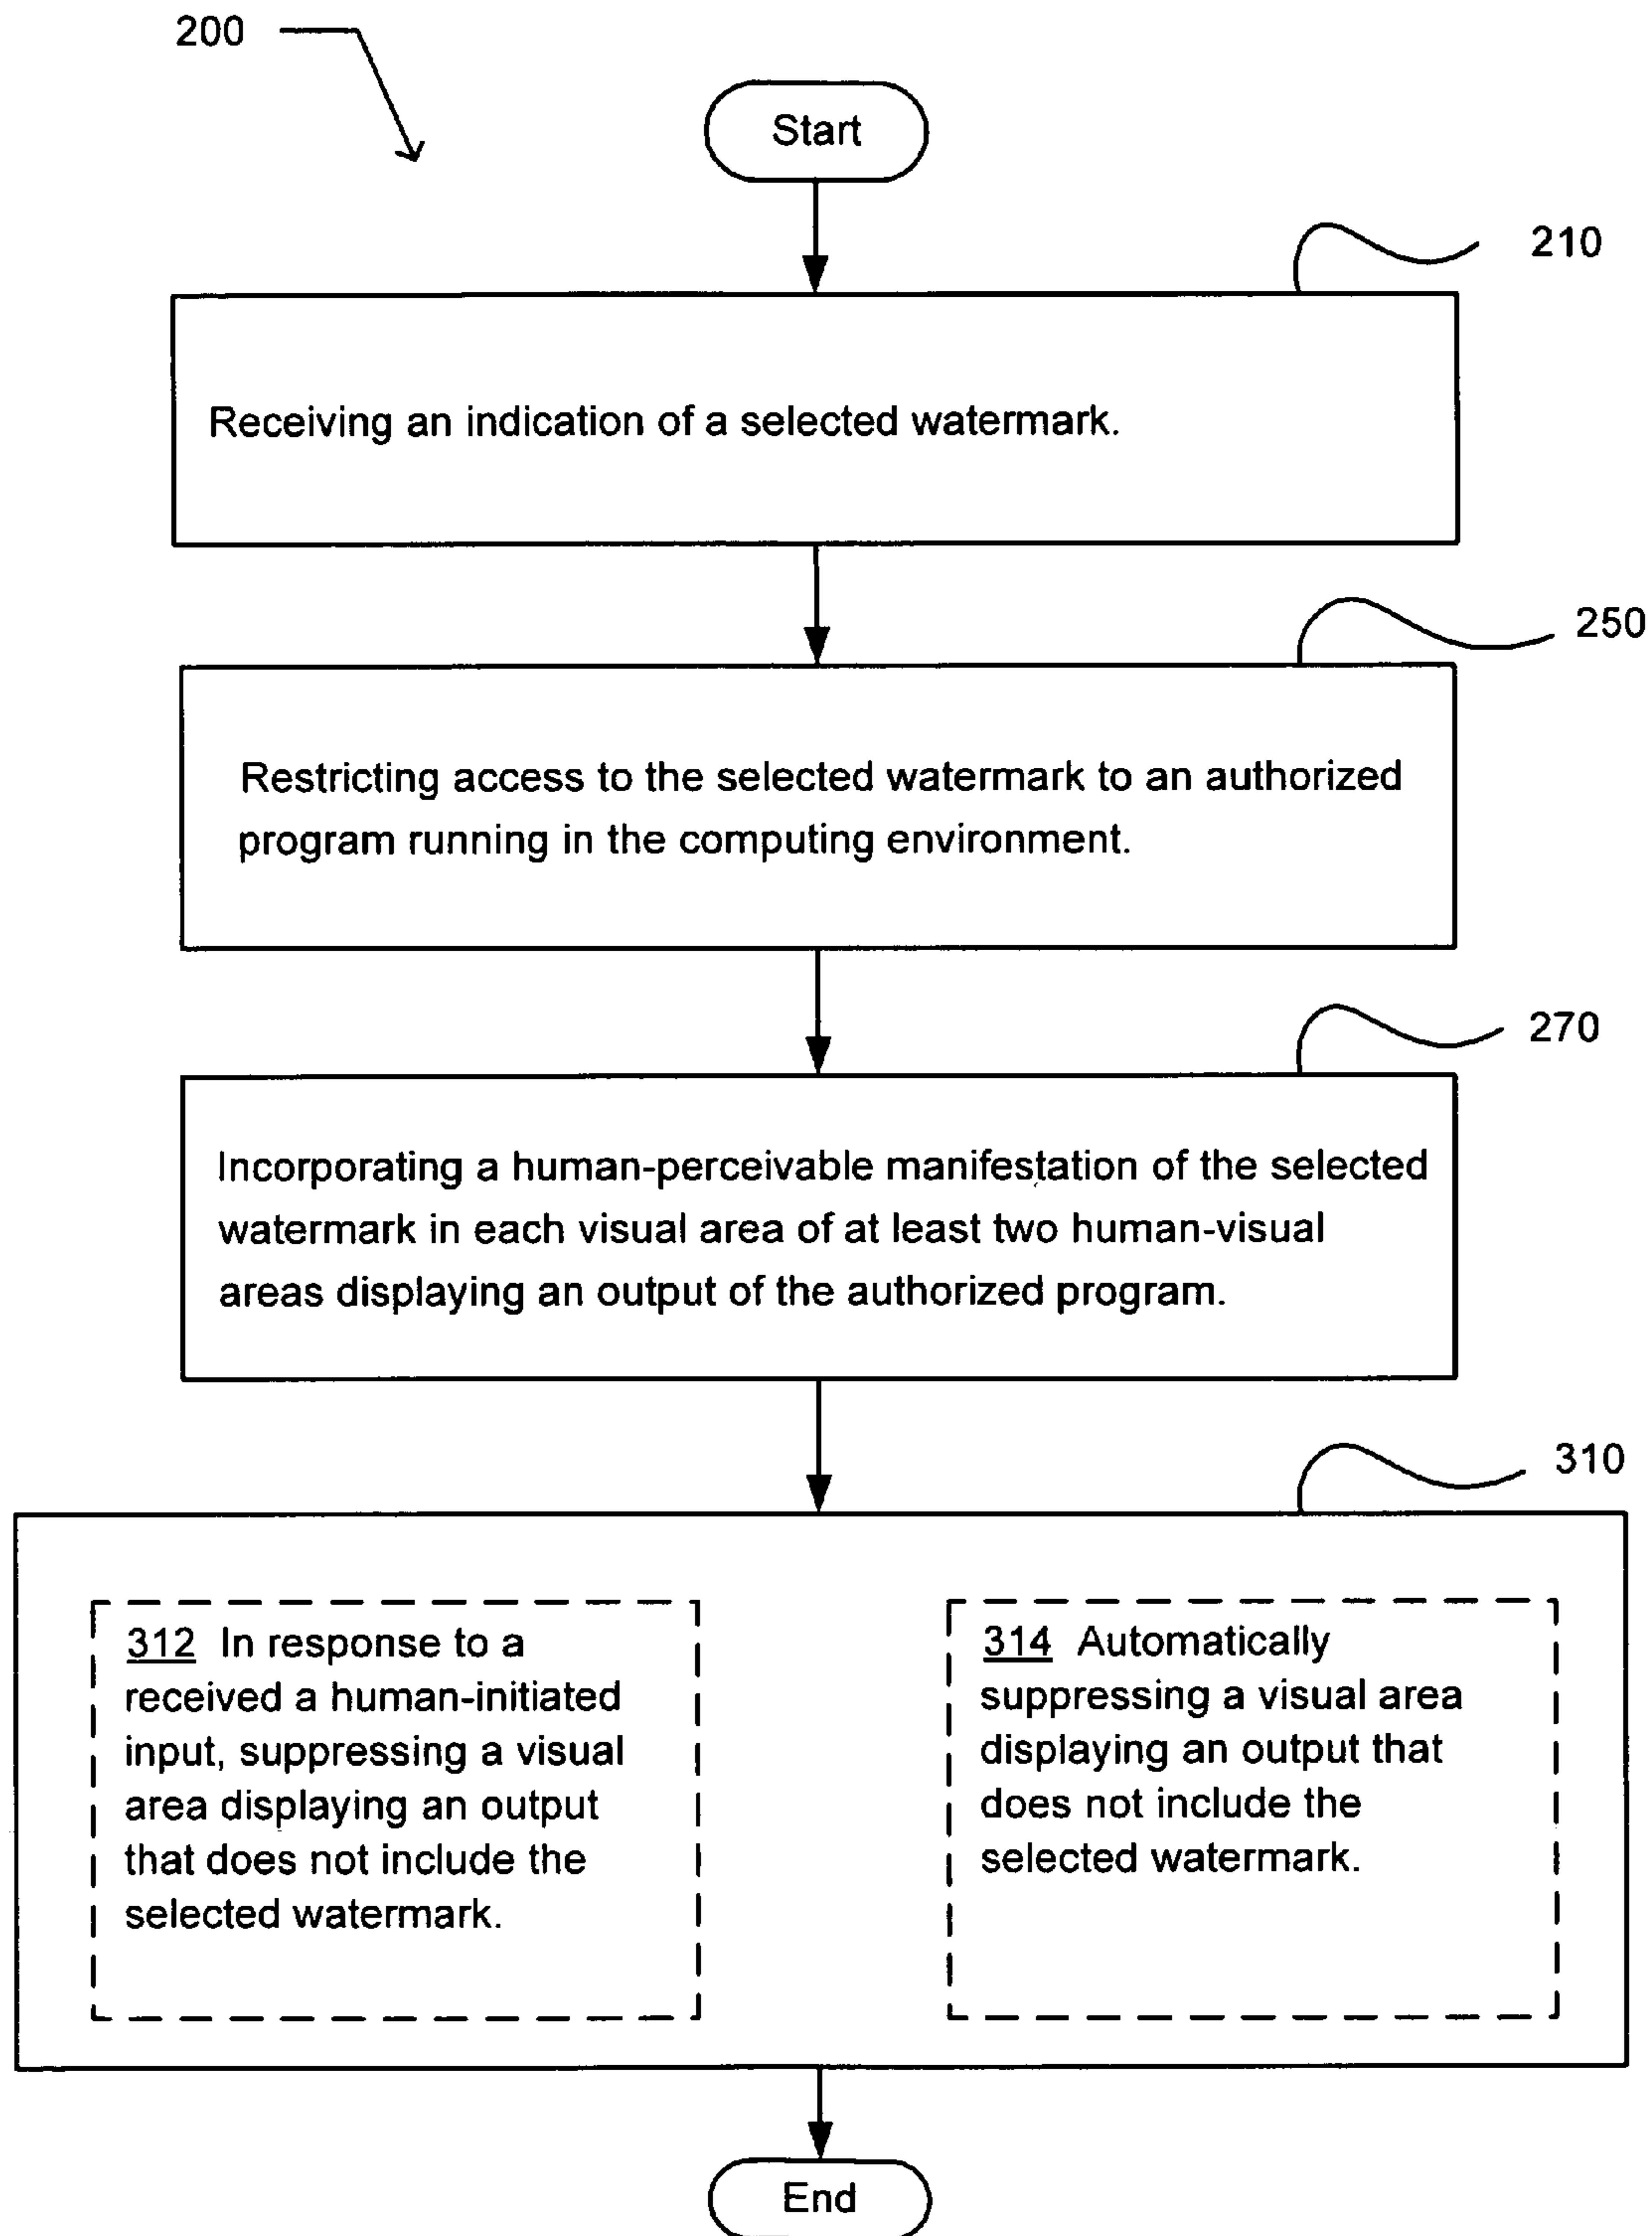 200
Start
210
Receiving an indication of a selected watermark.
250
Restricting access to the selected watermark to an authorized
program running in the computing environment.
270
Incorporating a human-perceivable manifestation of the selected
watermark in each visual area of at least two human-visual
areas displaying an output of the authorized program.
310
312 In response to a
received a human-initiated
input, suppressing a visual
area displaying an output
that does not include the
selected watermark.
314 Automatically
suppressing a visual area
displaying an output that
does not include the
selected watermark.
End